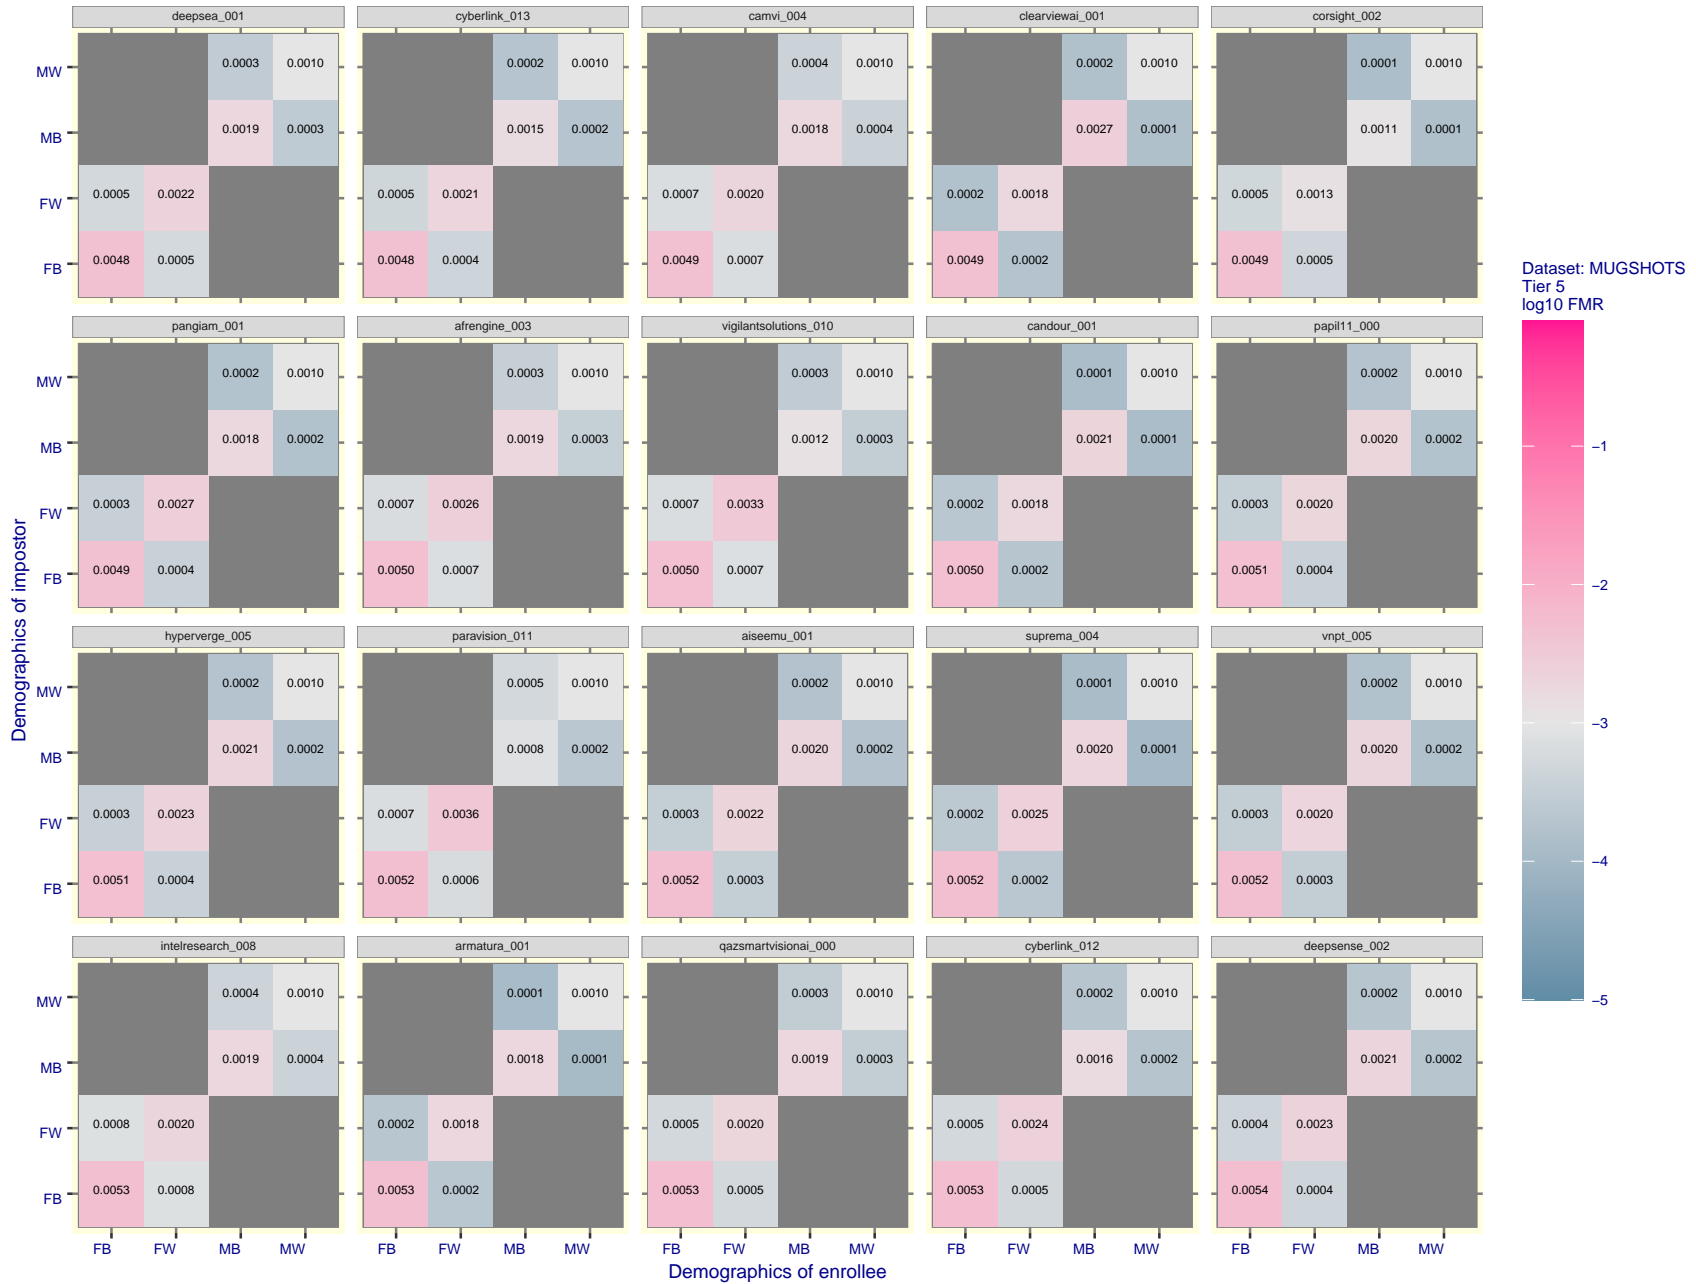 deepsea_001 cyberlink_013 camvi_004 clearviewai_001 corsight_002
MW 0.0003 0.0010 0.0002 0.0010 0.0004 0.0010 0.0002 0.0010 0.0001 0.0010
MB 0.0019 0.0003 0.0015 0.0002 0.0018 0.0004 0.0027 0.0001 0.0011 0.0001
FW 0.0005 0.0022 0.0005 0.0021 0.0007 0.0020 0.0002 0.0018 0.0005 0.0013
FB 0.0048 0.0005 0.0048 0.0004 0.0049 0.0007 0.0049 0.0002 0.0049 0.0005
pangiam_001 afrengine_003 vigilantsolutions_010 candour_001 papil11_000
MW 0.0002 0.0010 0.0003 0.0010 0.0003 0.0010 0.0001 0.0010 0.0002 0.0010
MB 0.0018 0.0002 0.0019 0.0003 0.0012 0.0003 0.0021 0.0001 0.0020 0.0002
FW 0.0003 0.0027 0.0007 0.0026 0.0007 0.0033 0.0002 0.0018 0.0003 0.0020
FB 0.0049 0.0004 0.0050 0.0007 0.0050 0.0007 0.0050 0.0002 0.0051 0.0004
hyperverge_005 paravision_011 aiseemu_001 suprema_004 vnpt_005
MW 0.0002 0.0010 0.0005 0.0010 0.0002 0.0010 0.0001 0.0010 0.0002 0.0010
MB 0.0021 0.0002 0.0008 0.0002 0.0020 0.0002 0.0020 0.0001 0.0020 0.0002
FW 0.0003 0.0023 0.0007 0.0036 0.0003 0.0022 0.0002 0.0025 0.0003 0.0020
FB 0.0051 0.0004 0.0052 0.0006 0.0052 0.0003 0.0052 0.0002 0.0052 0.0003
intelresearch_008 armatura_001 qazsmartvisionai_000 cyberlink_012 deepsense_002
MW 0.0004 0.0010 0.0001 0.0010 0.0003 0.0010 0.0002 0.0010 0.0002 0.0010
MB 0.0019 0.0004 0.0018 0.0001 0.0019 0.0003 0.0016 0.0002 0.0021 0.0002
FW 0.0008 0.0020 0.0002 0.0018 0.0005 0.0020 0.0005 0.0024 0.0004 0.0023
FB 0.0053 0.0008 0.0053 0.0002 0.0053 0.0005 0.0053 0.0005 0.0054 0.0004
FB FW MB MW FB FW MB MW FB FW MB MW FB FW MB MW FB FW MB MW
Demographics of enrollee
Demographics of impostor
Dataset: MUGSHOTS
Tier 5
log10 FMR
−1
−2
−3
−4
−5